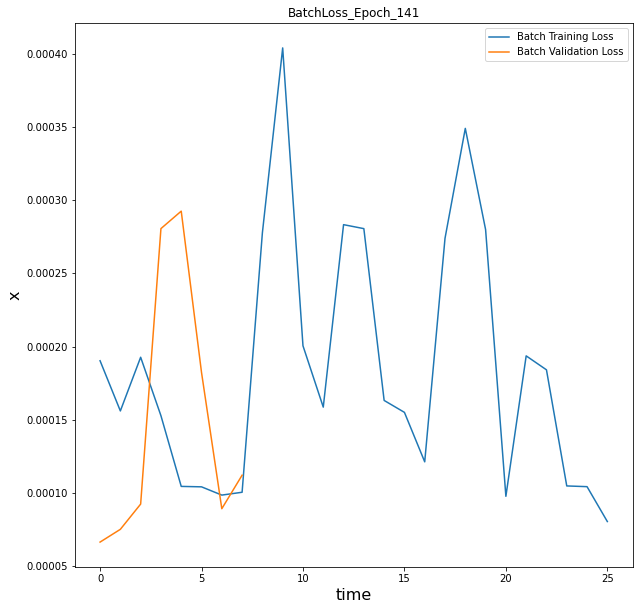 BatchLoss_Epoch_141
Batch Training Loss
Batch Validation Loss
0.00040
0.00035
0.00030
0.00025
0.00020
0.00015
0.00010
0.00005
x
0 5 10 15 20 25
time